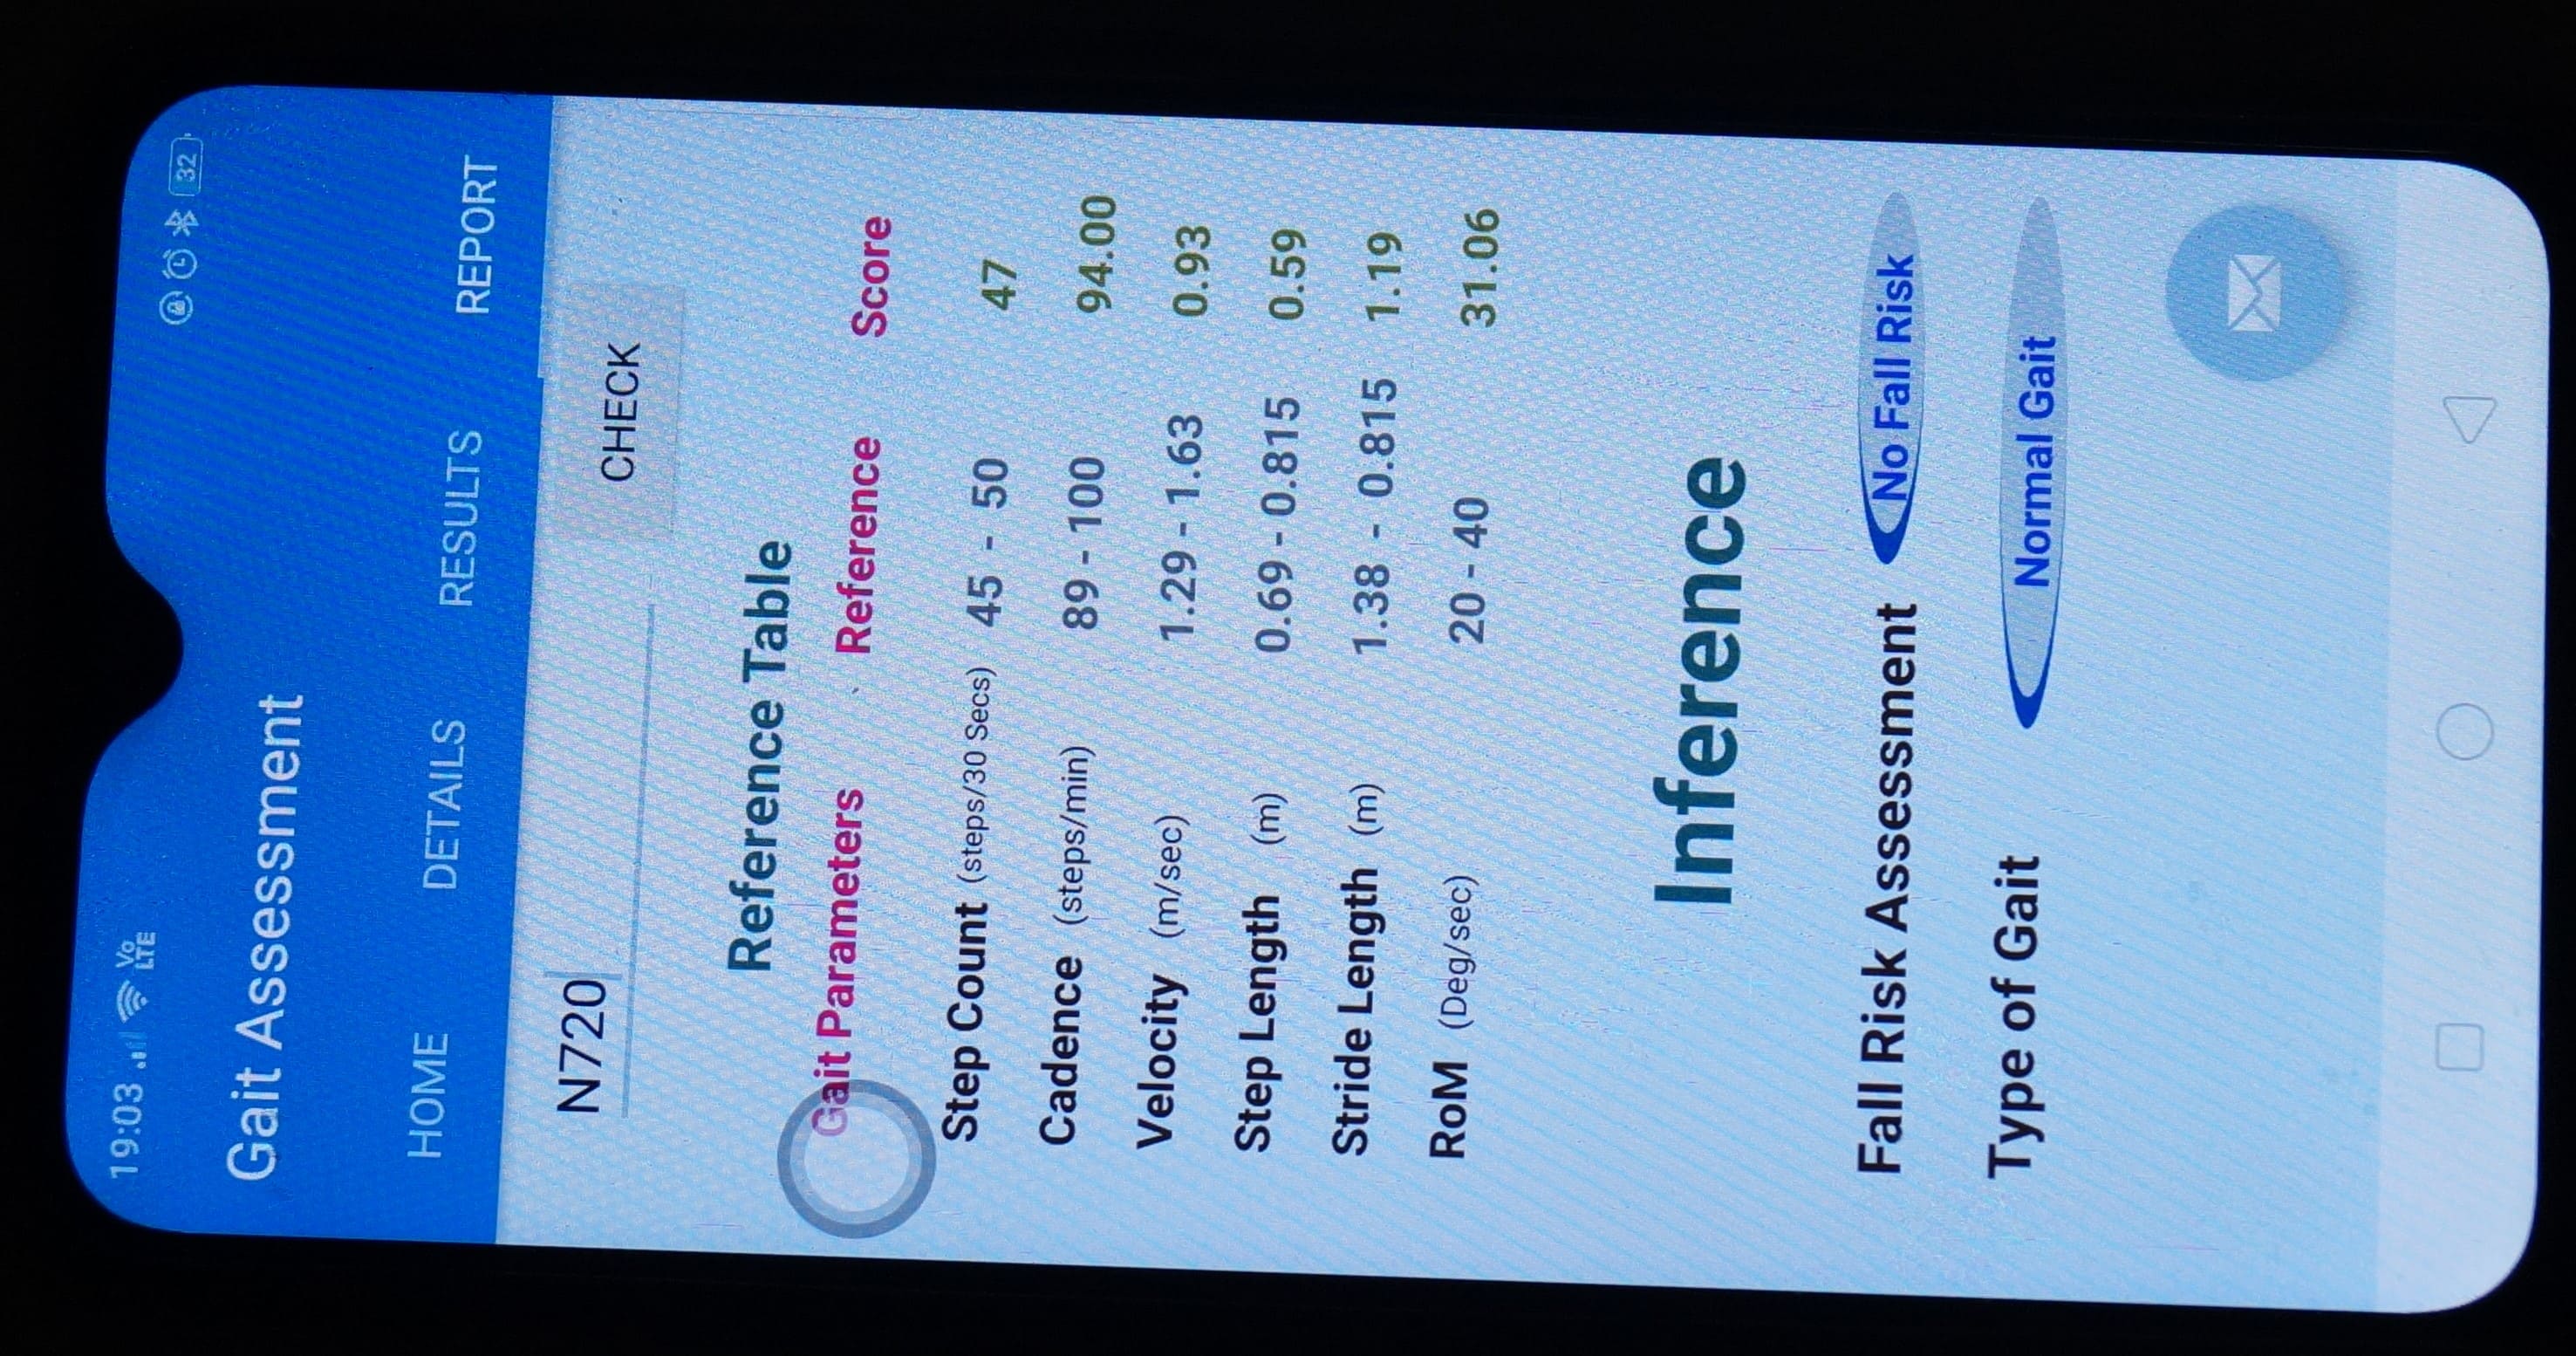 19:03 Vo LTE 32
Gait Assessment
HOME DETAILS RESULTS REPORT
N720 CHECK
Reference Table
Gait Parameters Reference Score
Step Count (steps/30 Secs) 45 - 50 47
Cadence (steps/min) 89 - 100 94.00
Velocity (m/sec) 1.29 - 1.63 0.93
Step Length (m) 0.69 - 0.815 0.59
Stride Length (m) 1.38 - 0.815 1.19
RoM (Deg/sec) 20 - 40 31.06
Inference
Fall Risk Assessment No Fall Risk
Type of Gait Normal Gait